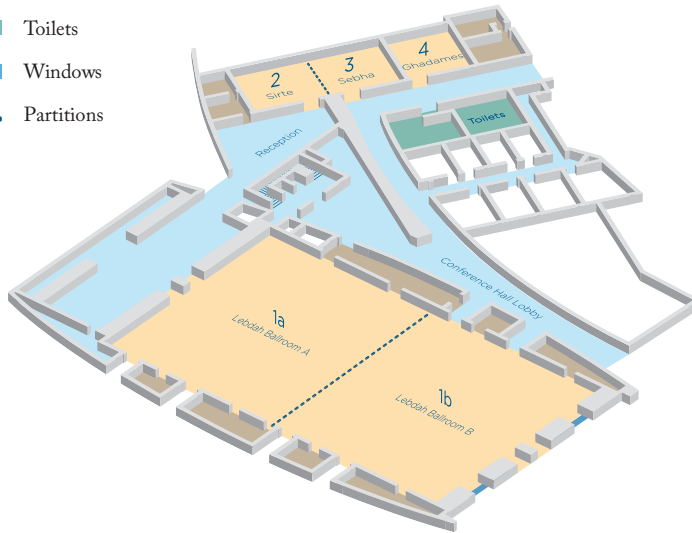 Toilets
Windows
Partitions
2
Sirte
3
Sebha
4
Ghadames
Toilets
Reception
Conference Hall Lobby
1a
Lebdah Ballroom A
1b
Lebdah Ballroom B